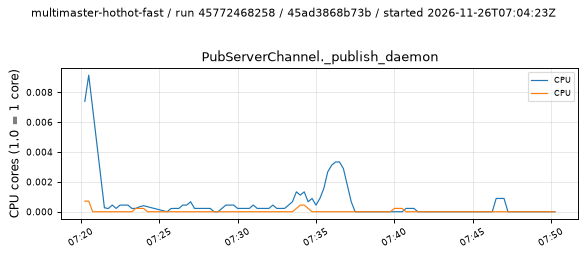 multimaster-hothot-fast / run 45772468258 / 45ad3868b73b / started 2026-11-26T07:04:23Z
PubServerChannel._publish_daemon
CPU cores (1.0 = 1 core)
0.008
0.006
0.004
0.002
0.000
CPU
CPU
07:20
07:25
07:30
07:35
07:40
07:45
07:50